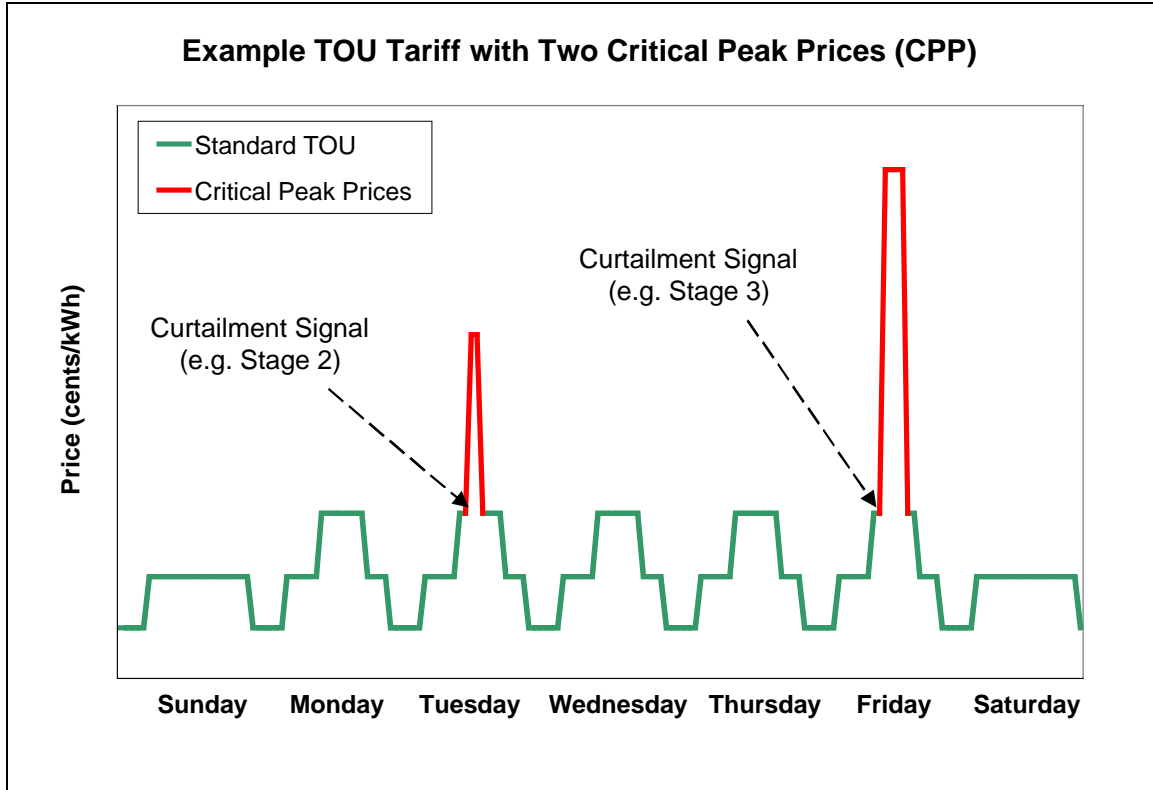 Example TOU Tariff with Two Critical Peak Prices (CPP)
Standard TOU
Critical Peak Prices
Curtailment Signal
(e.g. Stage 3)
Curtailment Signal
(e.g. Stage 2)
Price (cents/kWh)
Sunday Monday Tuesday Wednesday Thursday Friday Saturday